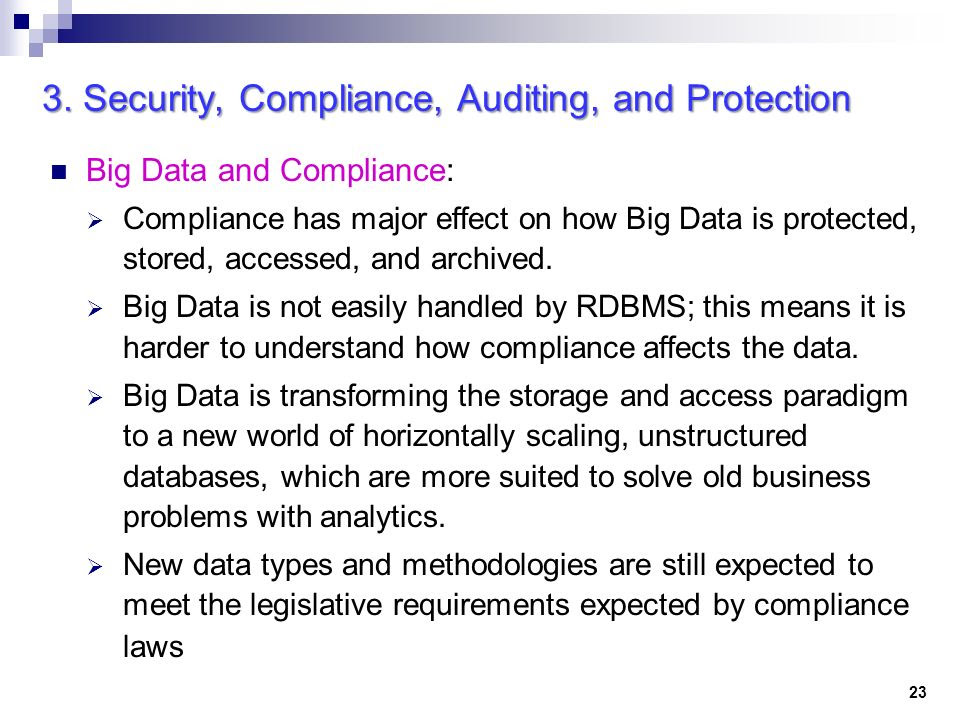 3. Security, Compliance, Auditing, and Protection
Big Data and Compliance:
Compliance has major effect on how Big Data is protected,
stored, accessed, and archived.
Big Data is not easily handled by RDBMS; this means it is
harder to understand how compliance affects the data.
Big Data is transforming the storage and access paradigm
to a new world of horizontally scaling, unstructured
databases, which are more suited to solve old business
problems with analytics.
New data types and methodologies are still expected to
meet the legislative requirements expected by compliance
laws
23